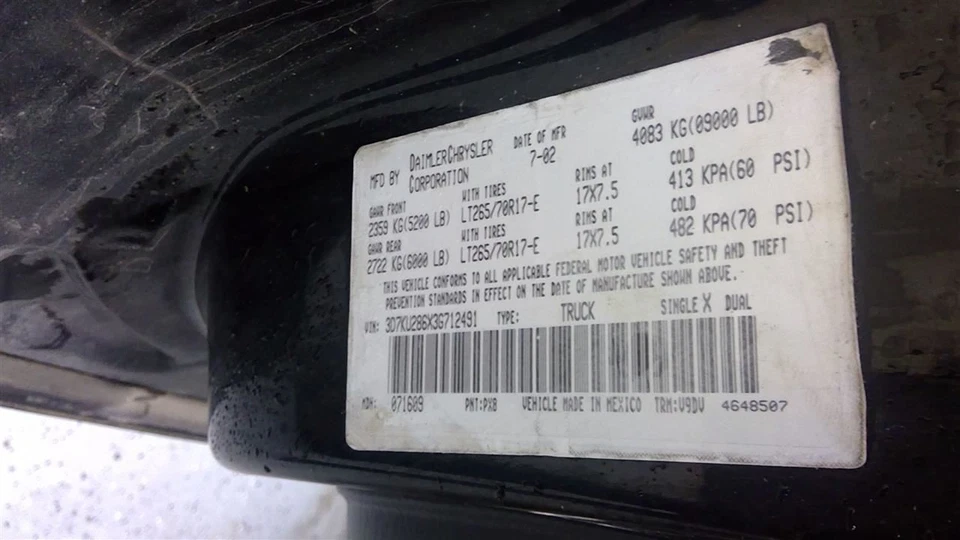 MFD BY DAIMLERCHRYSLER CORPORATION DATE OF MFR 7-02 GVWR 4083 KG(09000 LB)
GAWR FRONT WITH TIRES RIMS AT COLD
2359 KG(5200 LB) LT265/70R17-E 17X7.5 413 KPA(60 PSI)
GAWR REAR WITH TIRES RIMS AT COLD
2722 KG(6000 LB) LT265/70R17-E 17X7.5 482 KPA(70 PSI)
THIS VEHICLE CONFORMS TO ALL APPLICABLE FEDERAL MOTOR VEHICLE SAFETY AND THEFT
PREVENTION STANDARDS IN EFFECT ON THE DATE OF MANUFACTURE SHOWN ABOVE.
VIN: 3D7KU286X3G712491 TYPE: TRUCK SINGLE X DUAL
MDH: 071609 PNT:PX8 VEHICLE MADE IN MEXICO TRM:V9DV 4648507